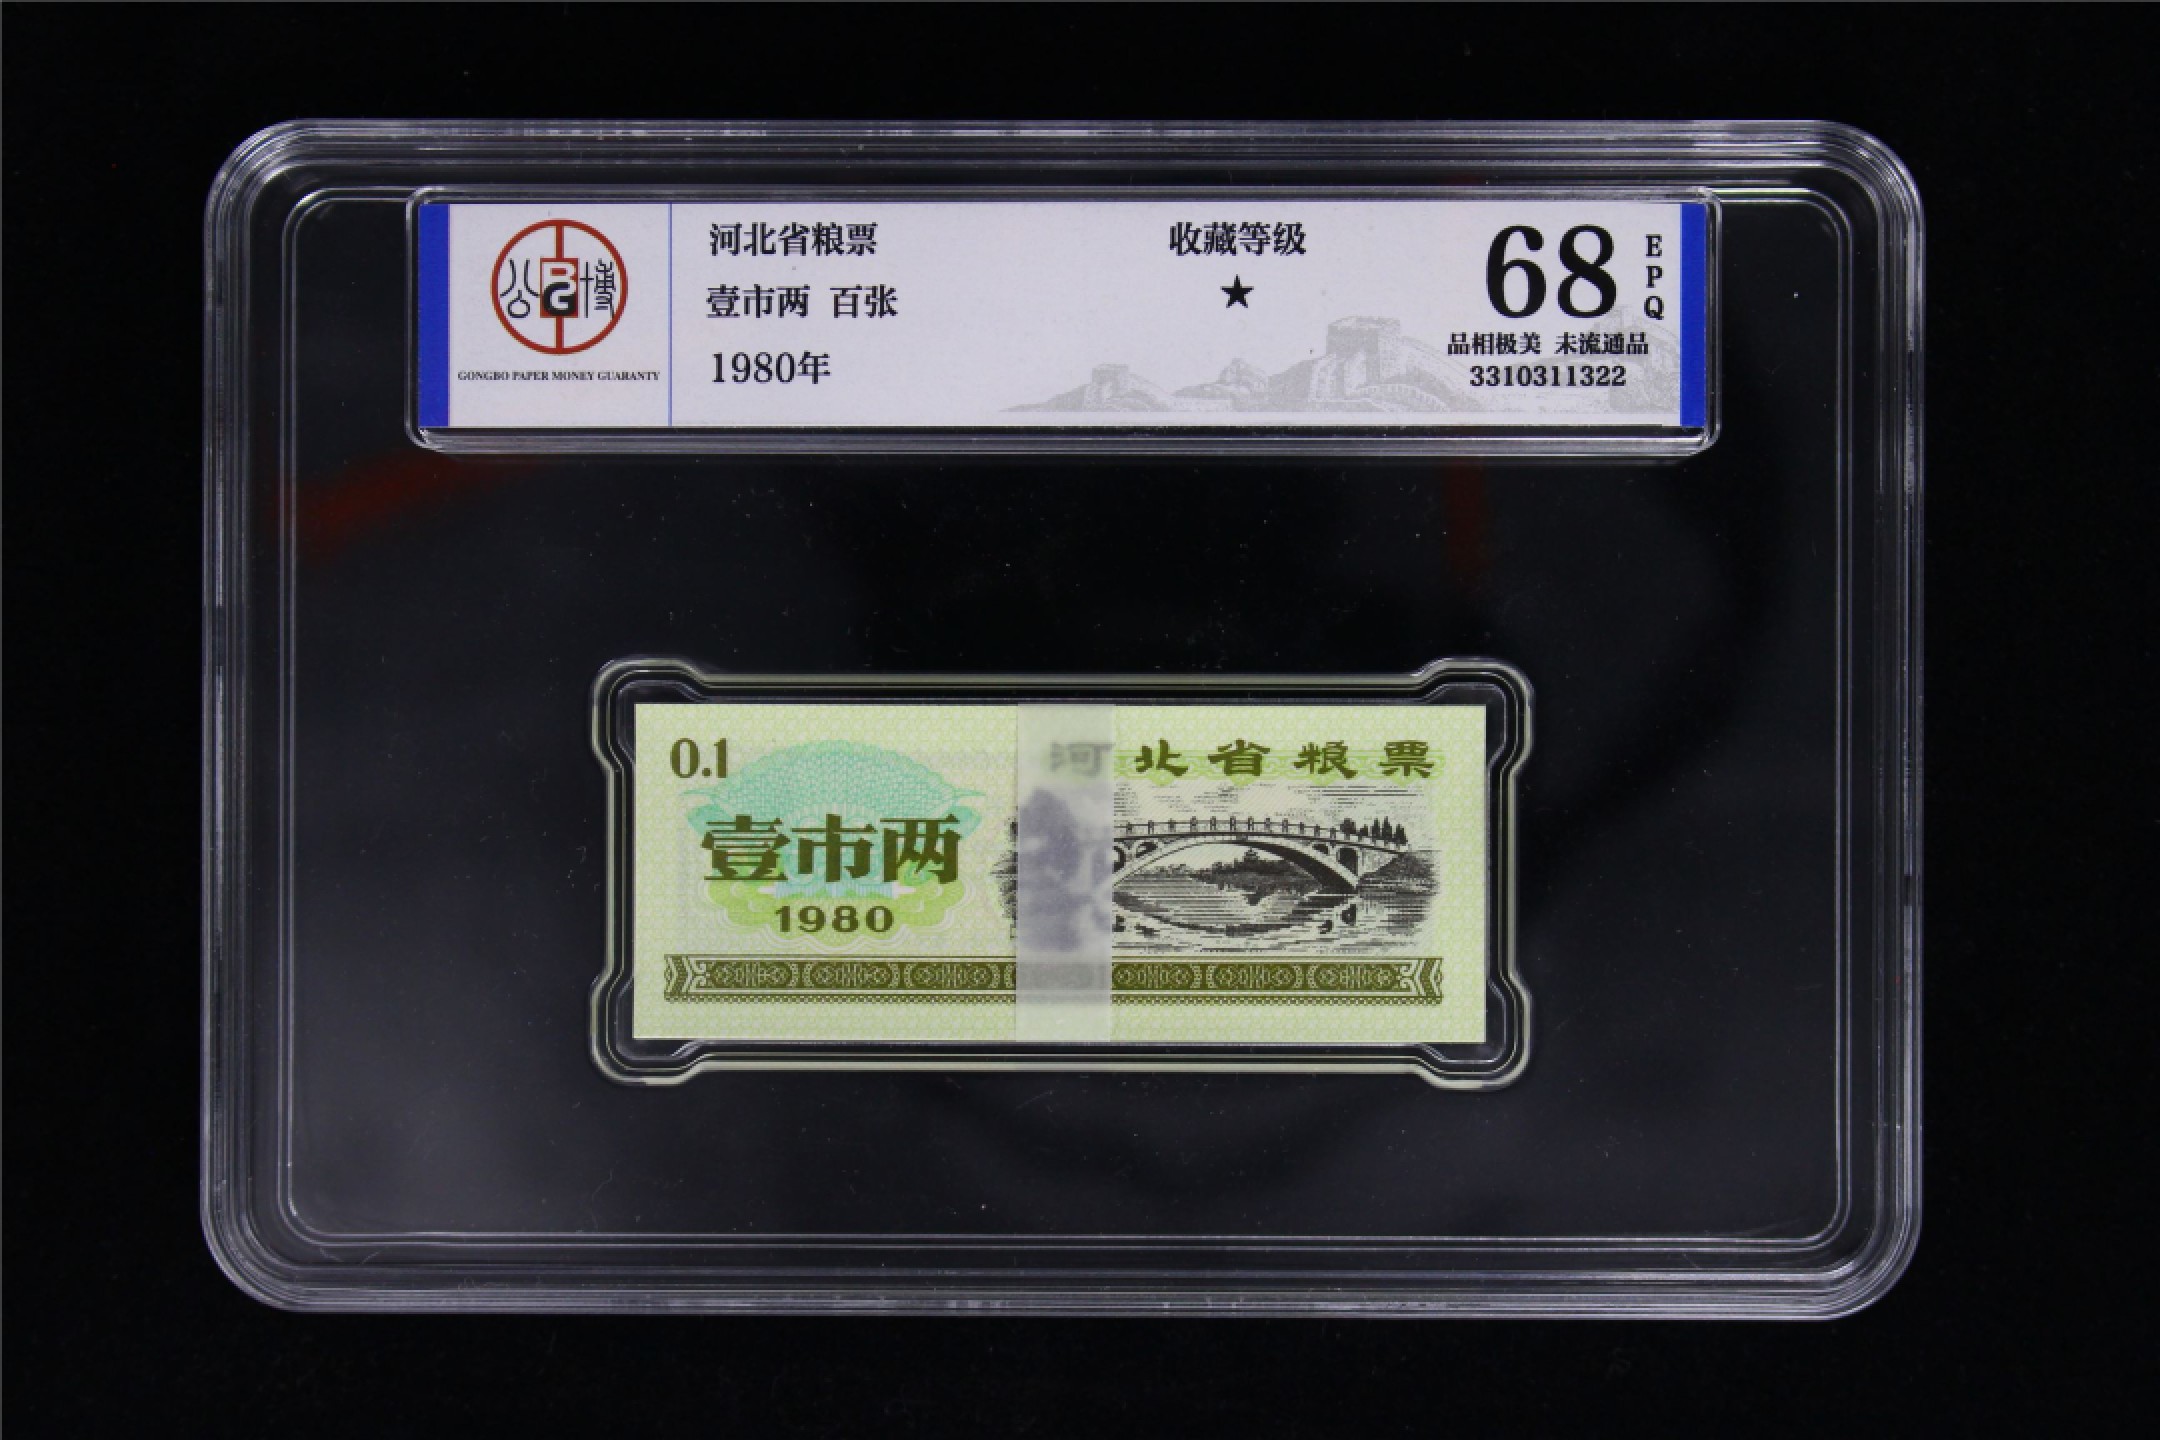 公博
GONGBO PAPER MONEY GUARANTY
河北省粮票
壹市两 百张
1980年
收藏等级
★
68
EPQ
品相极美 未流通品
3310311322
0.1
河北省粮票
壹市两
1980